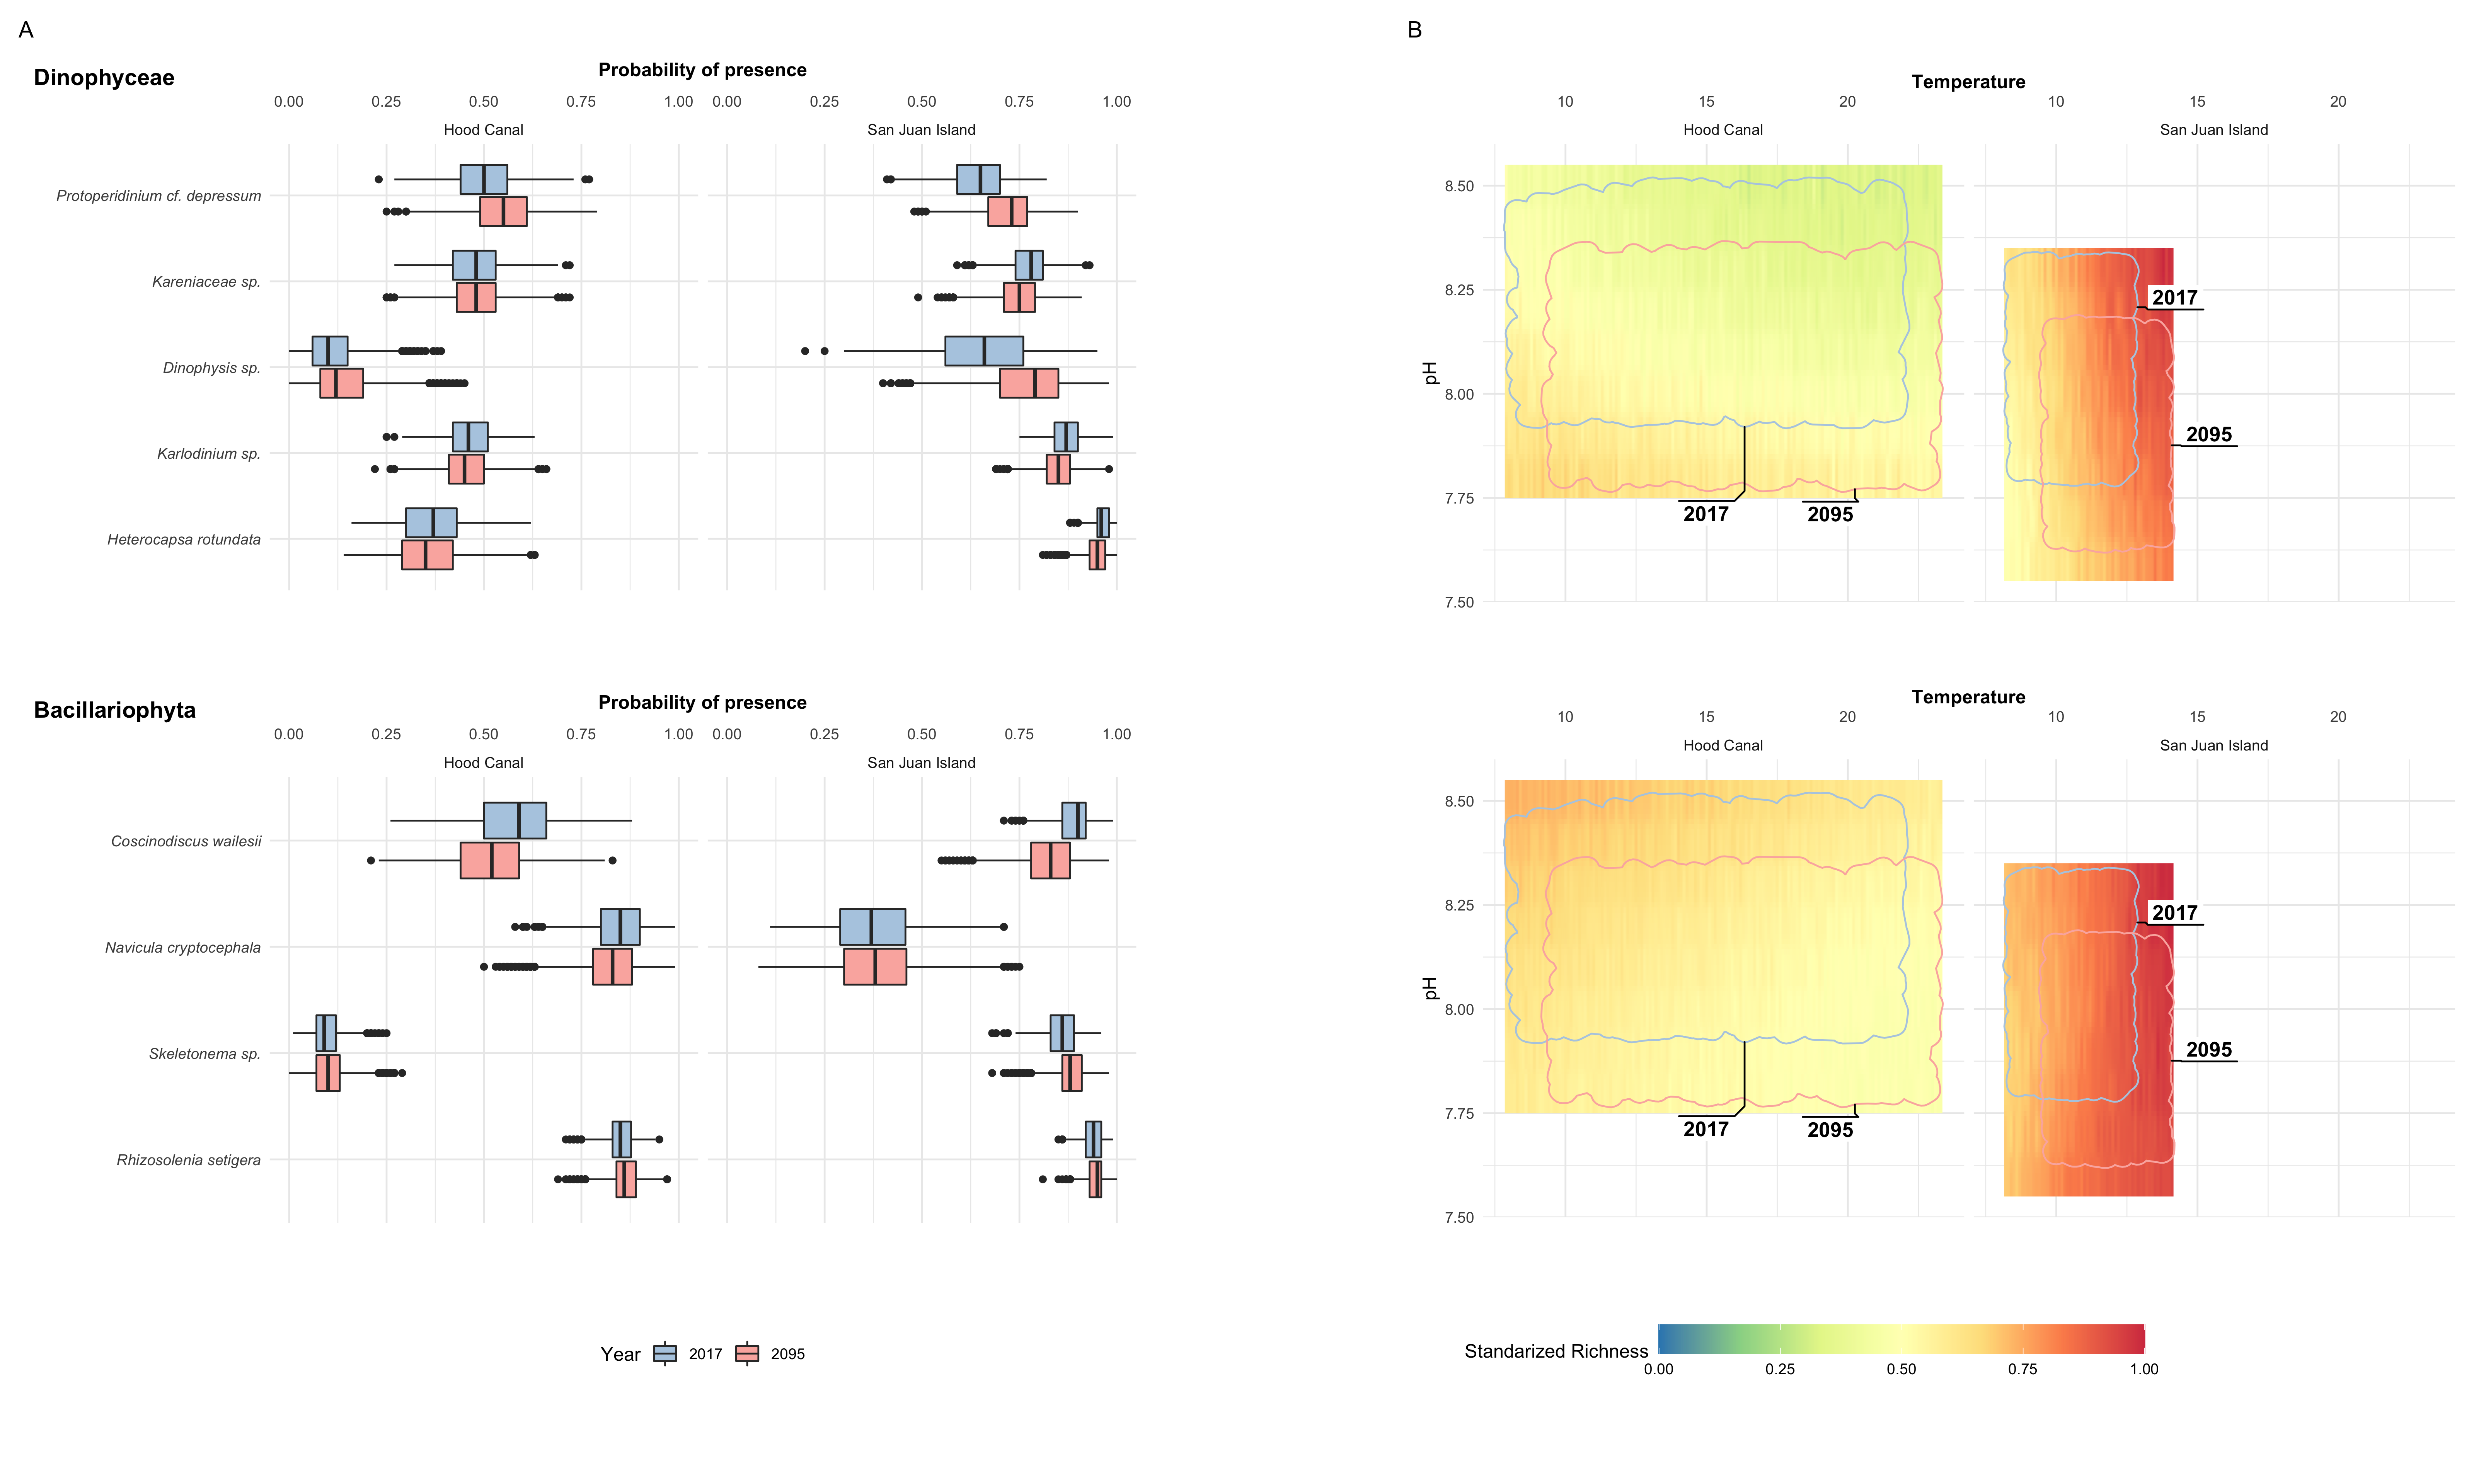 A
Dinophyceae
Probability of presence
0.00 0.25 0.50 0.75 1.00 0.00 0.25 0.50 0.75 1.00
Hood Canal San Juan Island
Protoperidinium cf. depressum
Kareniaceae sp.
Dinophysis sp.
Karlodinium sp.
Heterocapsa rotundata
Bacillariophyta
Probability of presence
0.00 0.25 0.50 0.75 1.00 0.00 0.25 0.50 0.75 1.00
Hood Canal San Juan Island
Coscinodiscus wailesii
Navicula cryptocephala
Skeletonema sp.
Rhizosolenia setigera
Year 2017 2095
B
Temperature
10 15 20 10 15 20
Hood Canal San Juan Island
8.50
8.25
8.00
7.75
7.50
pH
2017
2095
2017
2095
Temperature
10 15 20 10 15 20
Hood Canal San Juan Island
8.50
8.25
8.00
7.75
7.50
pH
2017
2095
2017
2095
Standarized Richness
0.00 0.25 0.50 0.75 1.00